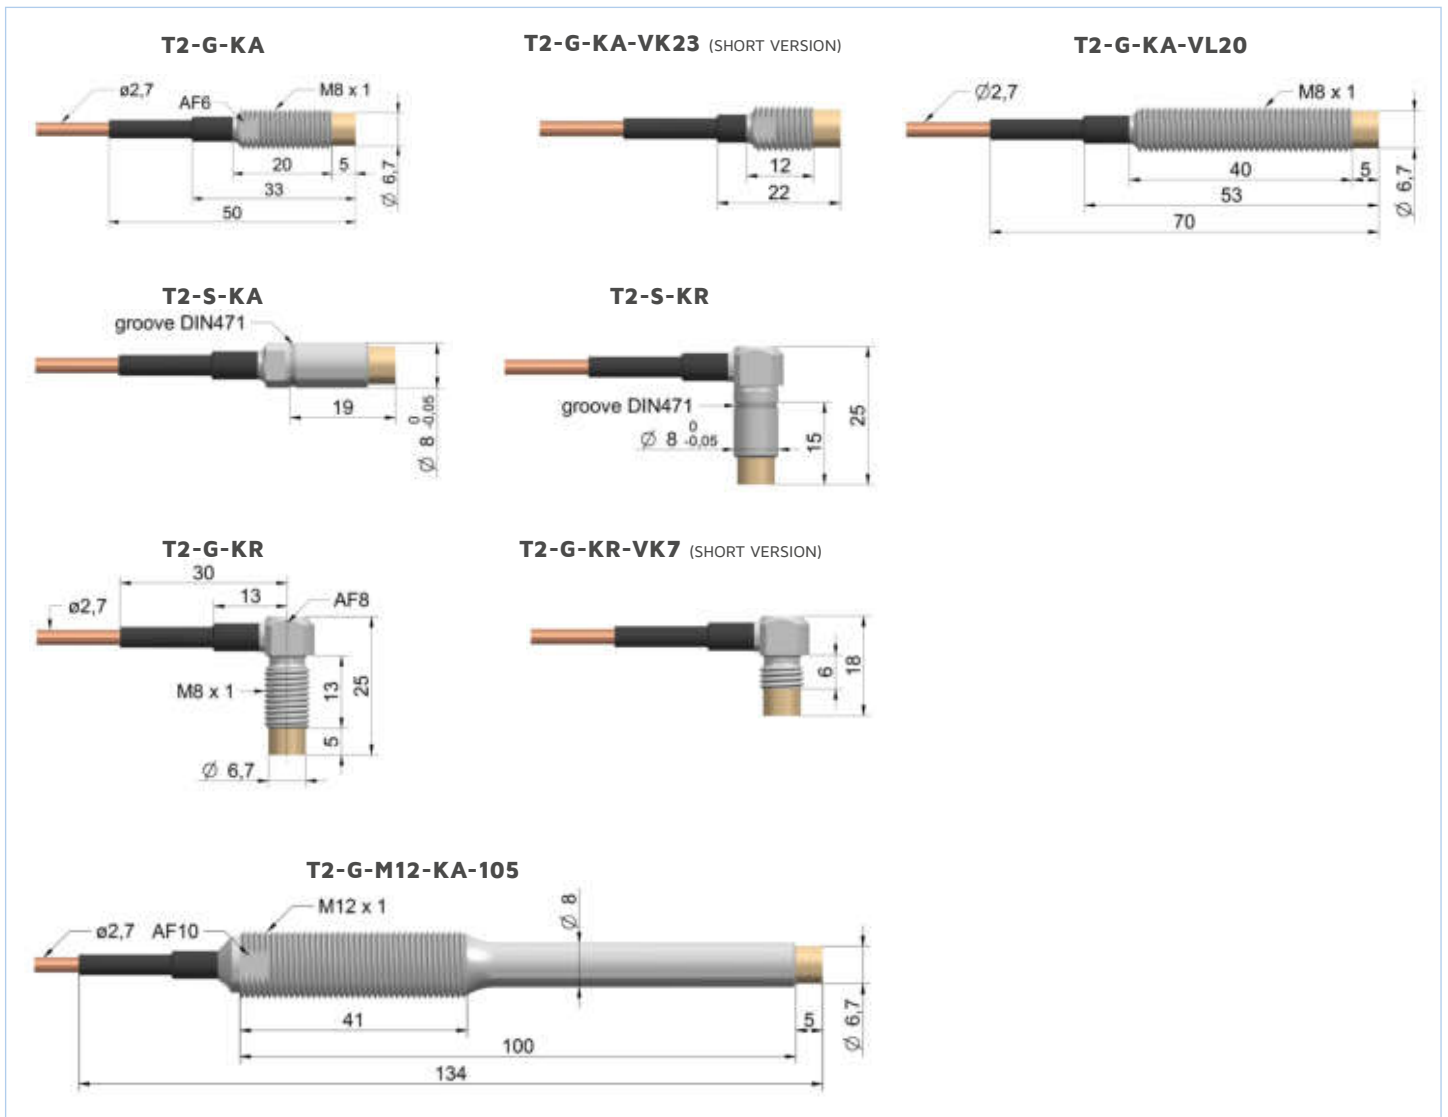 T2-G-KA
ø2,7
AF6
M8 x 1
20
5
33
50
Ø 6,7
T2-G-KA-VK23 (SHORT VERSION)
12
22
T2-G-KA-VL20
Ø2,7
M8 x 1
40
5
53
70
Ø 6,7
T2-S-KA
groove DIN471
19
Ø 8 0 -0,05
T2-S-KR
groove DIN471
Ø 8 0 -0,05
15
25
T2-G-KR
30
13
ø2,7
AF8
M8 x 1
13
25
5
Ø 6,7
T2-G-KR-VK7 (SHORT VERSION)
6
18
T2-G-M12-KA-105
M12 x 1
ø2,7
AF10
Ø 8
41
5
100
134
Ø 6,7